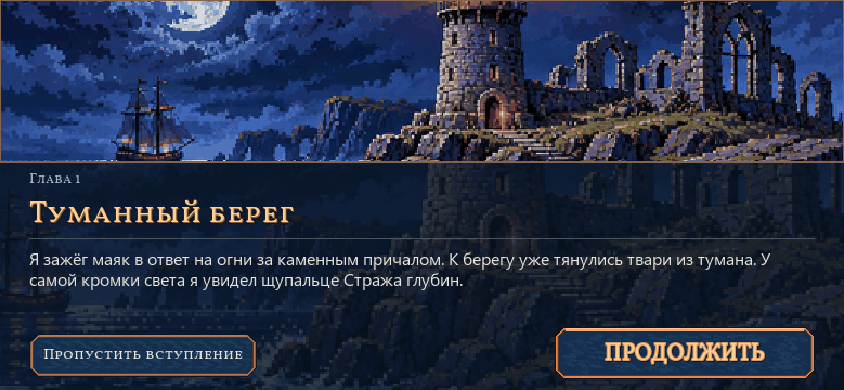 Глава 1
Туманный берег
Я зажёг маяк в ответ на огни за каменным причалом. К берегу уже тянулись твари из тумана. У
самой кромки света я увидел щупальце Стража глубин.
Пропустить вступление
ПРОДОЛЖИТЬ